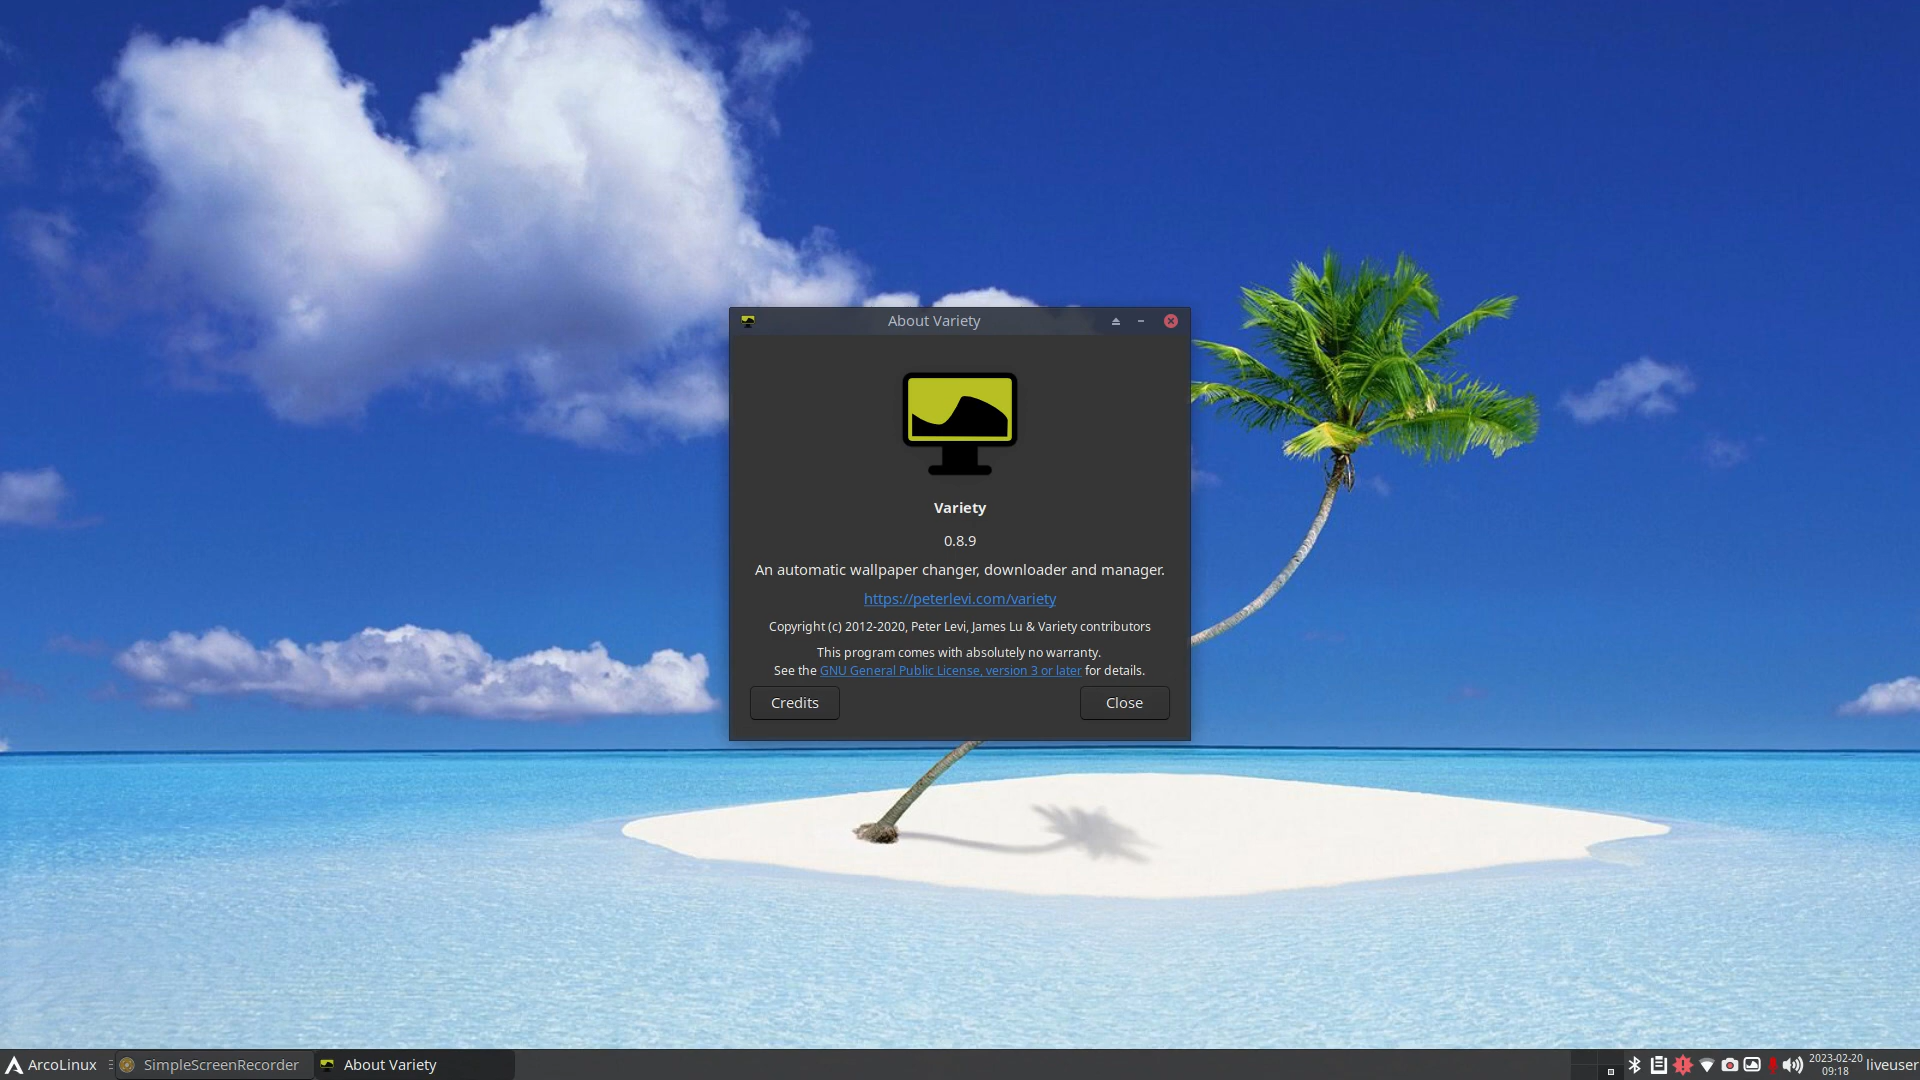 About Variety
Variety
0.8.9
An automatic wallpaper changer, downloader and manager.
https://peterlevi.com/variety
Copyright (c) 2012-2020, Peter Levi, James Lu & Variety contributors
This program comes with absolutely no warranty.
See the GNU General Public License, version 3 or later for details.
Credits
Close
ArcoLinux
SimpleScreenRecorder
About Variety
2023-02-20
09:18
liveuser